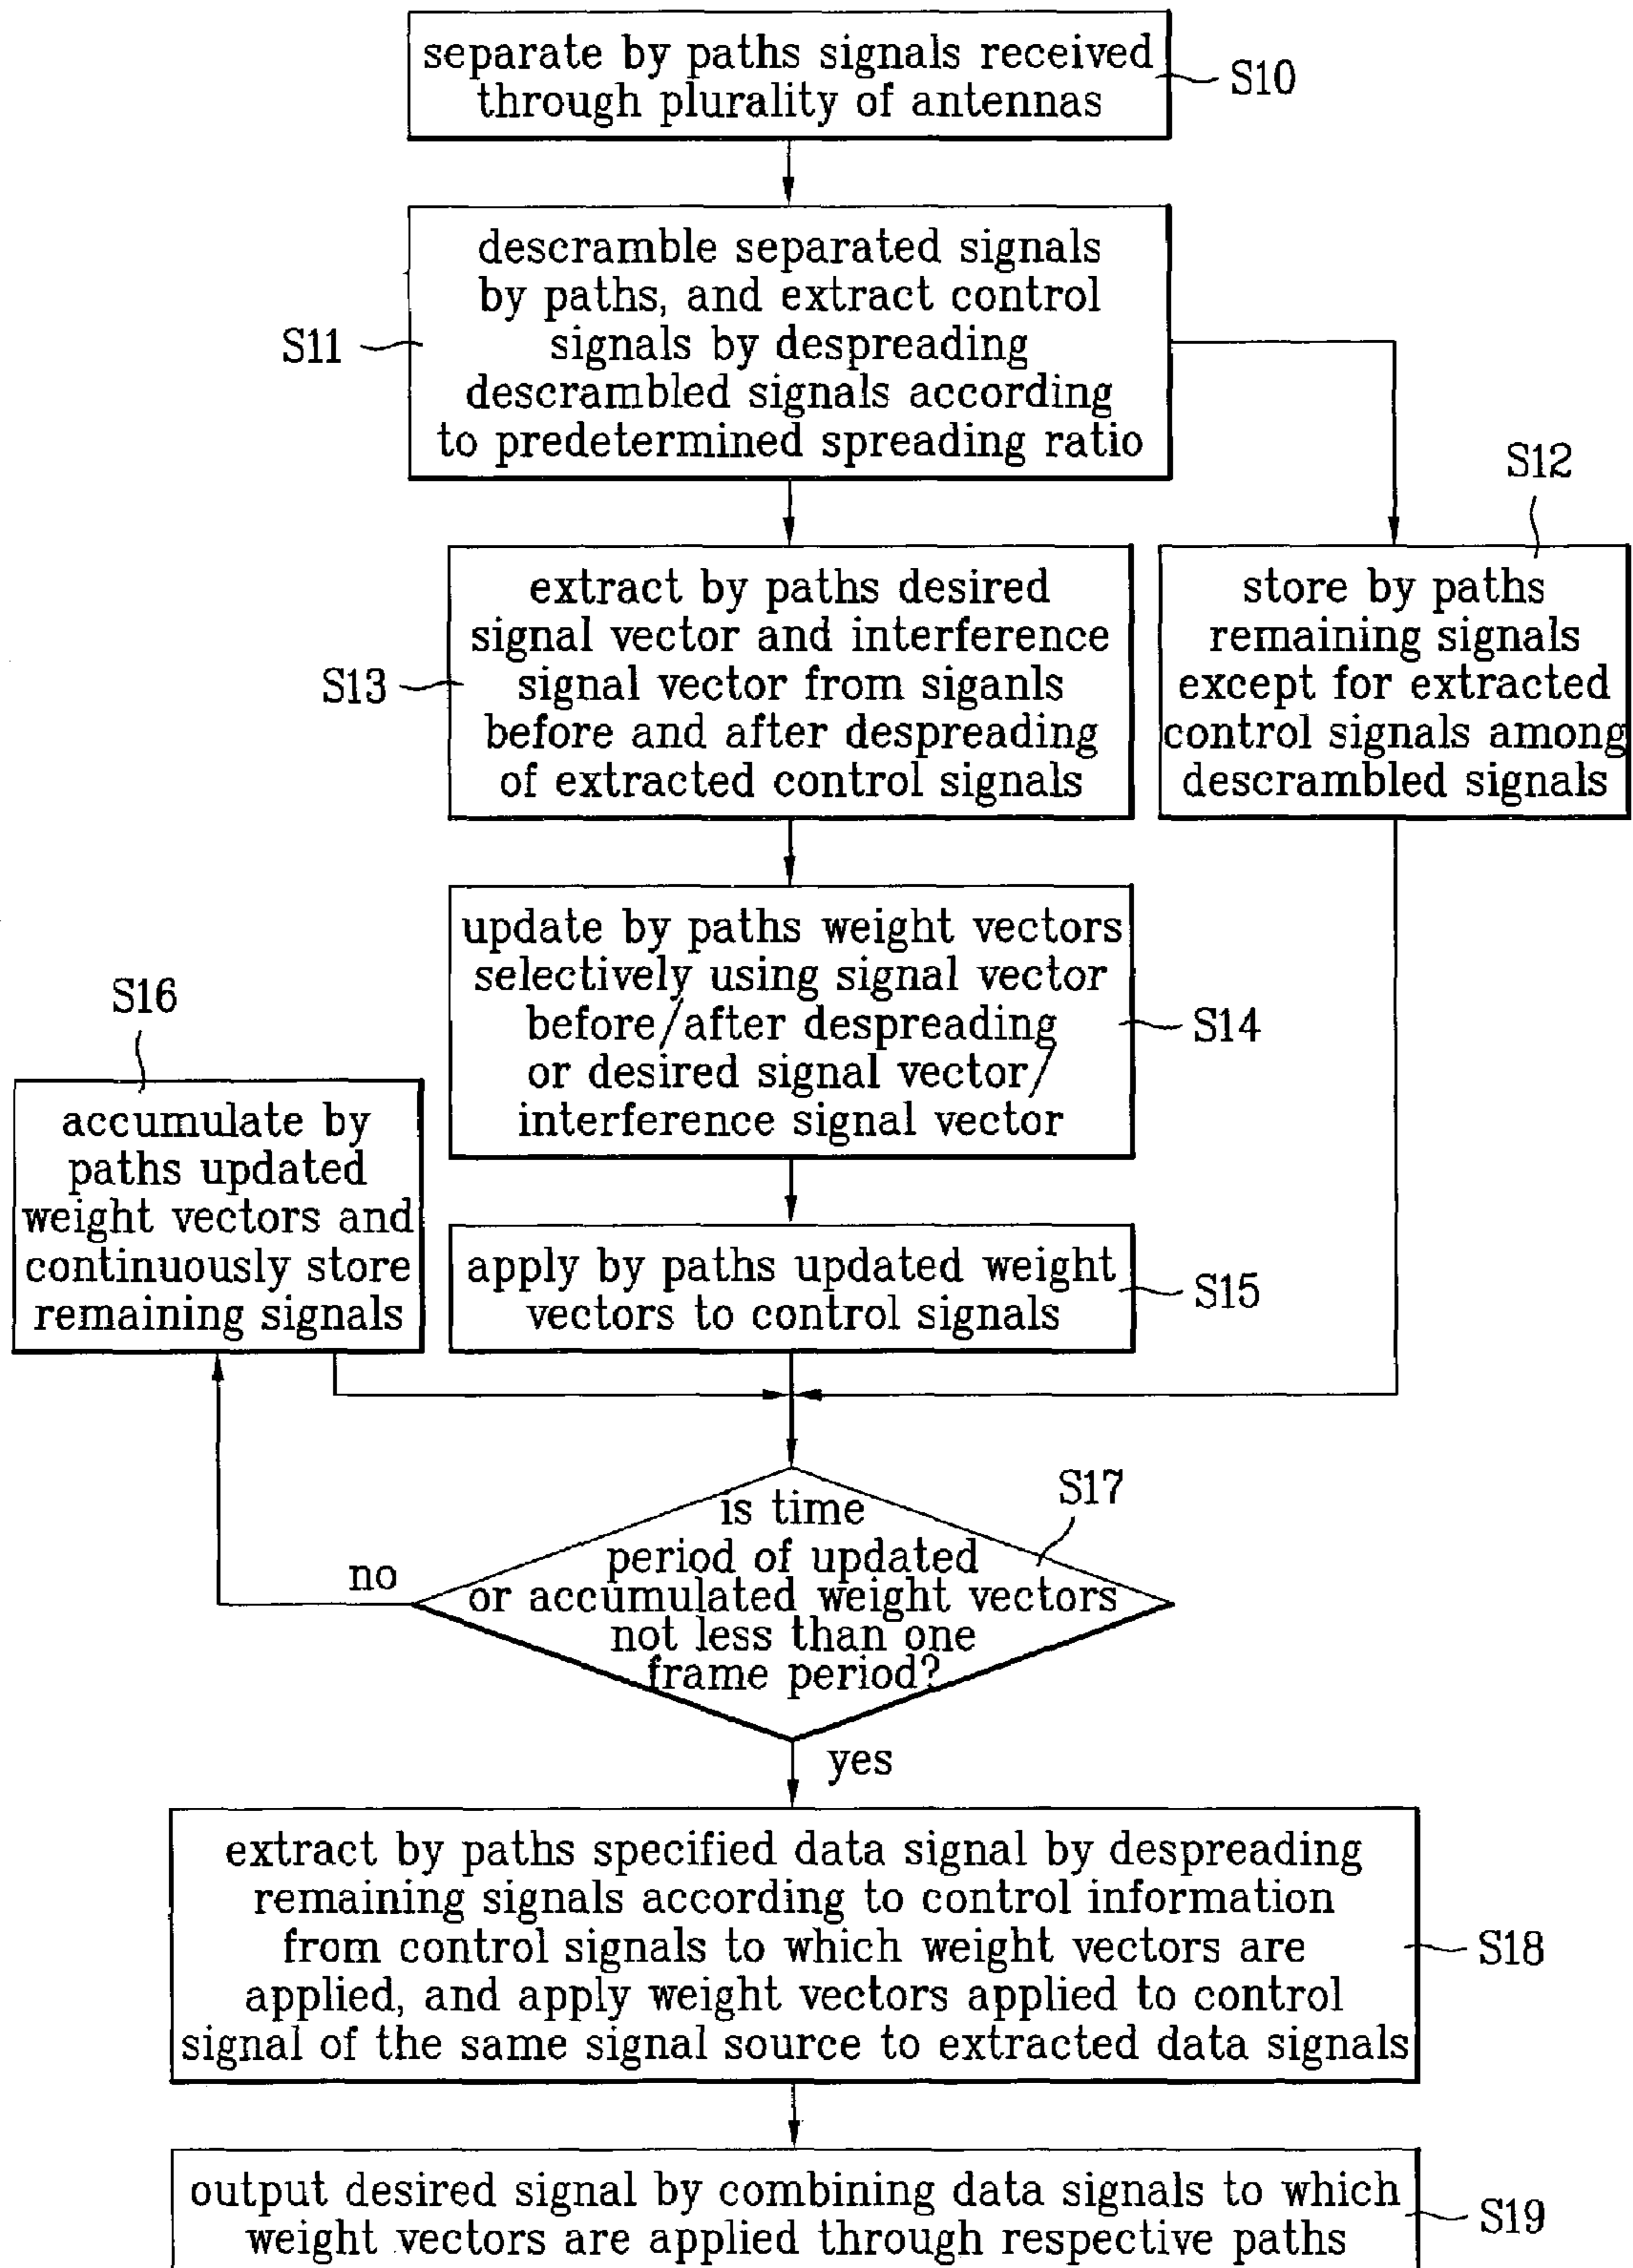 separate by paths signals received
through plurality of antennas
S10
descramble separated signals
by paths, and extract control
signals by despreading
descrambled signals according
to predetermined spreading ratio
S11
S12
store by paths
remaining signals
except for extracted
control signals among
descrambled signals
extract by paths desired
signal vector and interference
signal vector from siganls
before and after despreading
of extracted control signals
S13
update by paths weight vectors
selectively using signal vector
before/after despreading
or desired signal vector/
interference signal vector
S14
S16
accumulate by
paths updated
weight vectors and
continuously store
remaining signals
apply by paths updated weight
vectors to control signals
S15
S17
is time
period of updated
or accumulated weight vectors
not less than one
frame period?
no
yes
extract by paths specified data signal by despreading
remaining signals according to control information
from control signals to which weight vectors are
applied, and apply weight vectors applied to control
signal of the same signal source to extracted data signals
S18
output desired signal by combining data signals to which
weight vectors are applied through respective paths
S19